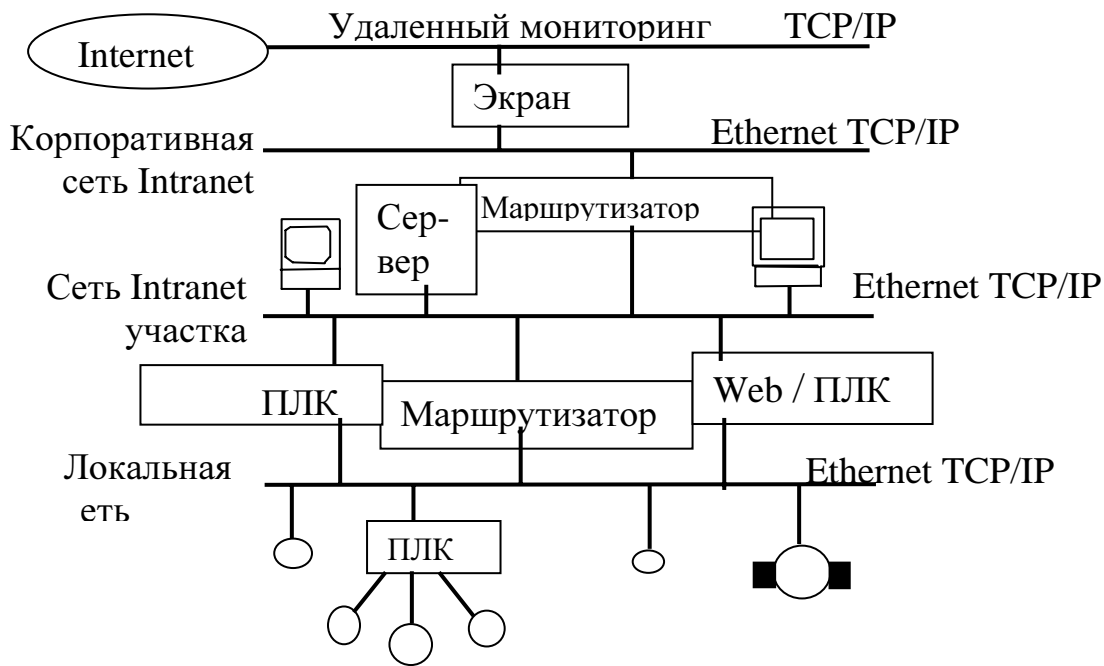 Удаленный мониторинг TCP/IP
Internet
Экран
Корпоративная
сеть Intranet
Ethernet TCP/IP
Сер-
вер
Маршрутизатор
Сеть Intranet
участка
Ethernet TCP/IP
ПЛК
Маршрутизатор
Web / ПЛК
Локальная
еть
Ethernet TCP/IP
ПЛК